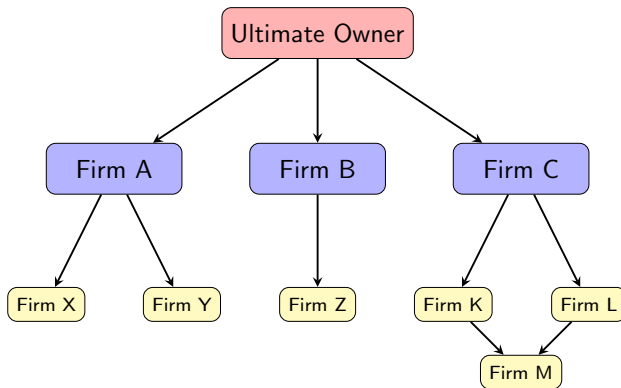 Ultimate Owner
Firm A
Firm B
Firm C
Firm X
Firm Y
Firm Z
Firm K
Firm L
Firm M